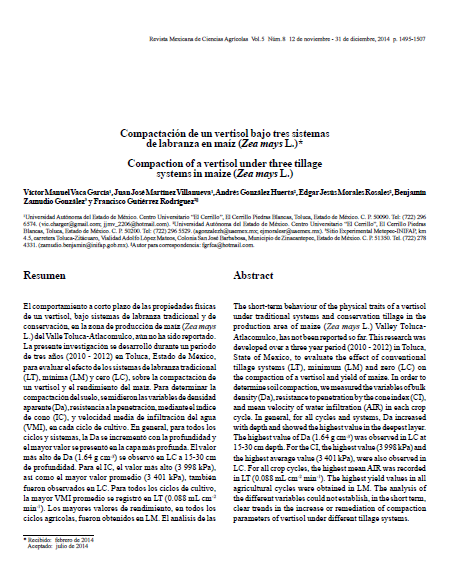 Revista Mexicana de Ciencias Agrícolas Vol.5 Núm.8 12 de noviembre - 31 de diciembre, 2014 p. 1495-1507
Compactación de un vertisol bajo tres sistemas
de labranza en maíz (Zea mays L.)*
Compaction of a vertisol under three tillage
systems in maize (Zea mays L.)
Víctor Manuel Vaca García¹, Juan José Martínez Villanueva¹, Andrés González Huerta², Edgar Jesús Morales Rosales², Benjamín
Zamudio González³ y Francisco Gutiérrez Rodríguez²§
¹Universidad Autónoma del Estado de México. Centro Universitario "El Cerrillo", El Cerrillo Piedras Blancas, Toluca, Estado de México. C. P. 50090. Tel: (722) 296
6574. (vic.charger@gmail.com; jjmv_2206@hotmail.com). ²Universidad Autónoma del Estado de México. Centro Universitario "El Cerrillo", El Cerrillo Piedras
Blancas, Toluca, Estado de México. C. P. 50200. Tel: (722) 296 5529. (agonzalezh@uaemex.mx; ejmoralesr@uaemex.mx). ³Sitio Experimental Metepec-INIFAP, km
4.5, carretera Toluca-Zitácuaro, Vialidad Adolfo López Mateos, Colonia San José Barbabosa, Municipio de Zinacantepec, Estado de México. C. P. 51350. Tel. (722) 278
4331. (zamudio.benjamin@inifap.gob.mx). §Autor para correspondencia: fgrfca@hotmail.com.
Resumen
El comportamiento a corto plazo de las propiedades físicas
de un vertisol, bajo sistemas de labranza tradicional y de
conservación, en la zona de producción de maíz (Zea mays
L.) del Valle Toluca-Atlacomulco, aún no ha sido reportado.
La presente investigación se desarrolló durante un periodo
de tres años (2010 - 2012) en Toluca, Estado de México,
para evaluar el efecto de los sistemas de labranza tradicional
(LT), mínima (LM) y cero (LC), sobre la compactación de
un vertisol y el rendimiento del maíz. Para determinar la
compactación del suelo, se midieron las variables de densidad
aparente (Da), resistencia a la penetración, mediante el índice
de cono (IC), y velocidad media de infiltración del agua
(VMI), en cada ciclo de cultivo. En general, para todos los
ciclos y sistemas, la Da se incrementó con la profundidad y
el mayor valor se presentó en la capa más profunda. El valor
más alto de Da (1.64 g cm⁻³) se observó en LC a 15-30 cm
de profundidad. Para el IC, el valor más alto (3 998 kPa),
así como el mayor promedio (3 401 kPa), también
fueron observados en LC. Para todos los ciclos de cultivo,
la mayor VMI promedio se registró en LT (0.088 mL cm⁻²
min⁻¹). Los mayores valores de rendimiento, en todos los
ciclos agrícolas, fueron obtenidos en LM. El análisis de las
* Recibido: febrero de 2014
Aceptado: julio de 2014
Abstract
The short-term behaviour of the physical traits of a vertisol
under traditional systems and conservation tillage in the
production area of maize (Zea mays L.) Valley Toluca-
Atlacomulco, has not been reported so far. This research was
developed over a three year period (2010 - 2012) in Toluca,
State of Mexico, to evaluate the effect of conventional
tillage systems (LT), minimum (LM) and zero (LC) on
the compaction of a vertisol and yield of maize. In order to
determine soil compaction, we measured the variables of bulk
density (Da), resistance to penetration by the cone index (CI),
and mean velocity of water infiltration (AIR) in each crop
cycle. In general, for all cycles and systems, Da increased
with depth and showed the highest value in the deepest layer.
The highest value of Da (1.64 g cm⁻³) was observed in LC at
15-30 cm depth. For the CI, the highest value (3 998 kPa) and
the highest average value (3 401 kPa), were also observed in
LC. For all crop cycles, the highest mean AIR was recorded
in LT (0.088 mL cm⁻² min⁻¹). The highest yield values in all
agricultural cycles were obtained in LM. The analysis of
the different variables could not establish, in the short term,
clear trends in the increase or remediation of compaction
parameters of vertisol under different tillage systems.